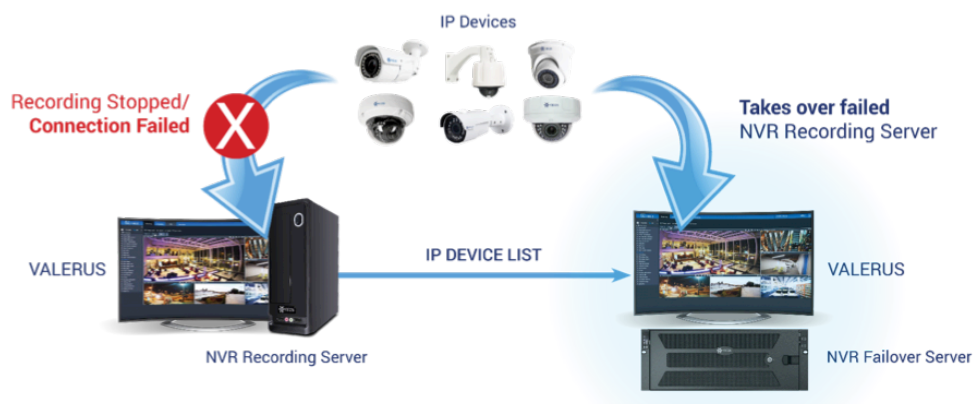 IP Devices
Recording Stopped/
Connection Failed
Takes over failed
NVR Recording Server
VALERUS
IP DEVICE LIST
VALERUS
NVR Recording Server
NVR Failover Server